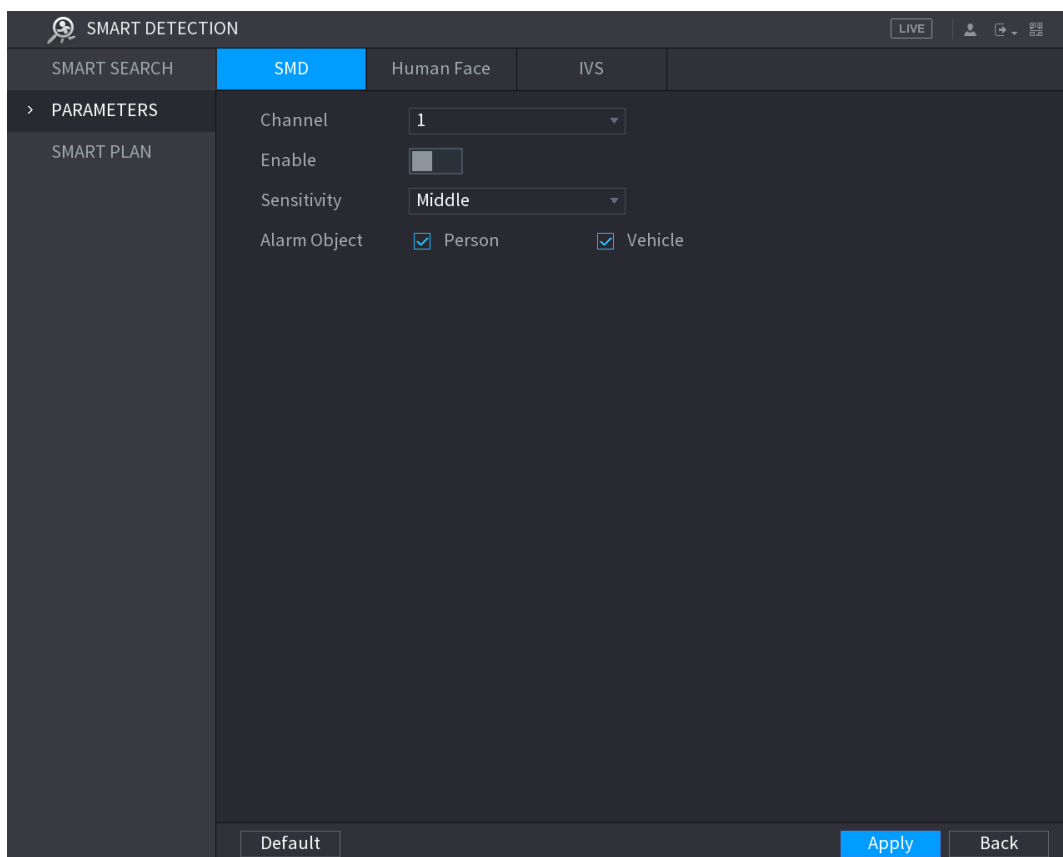 SMART DETECTION LIVE
SMART SEARCH SMD Human Face IVS
> PARAMETERS
SMART PLAN
Channel 1
Enable
Sensitivity Middle
Alarm Object Person Vehicle
Default Apply Back